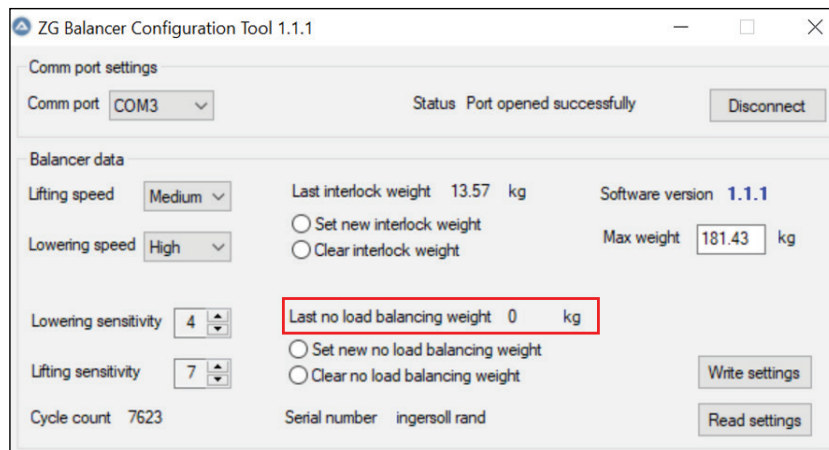 ZG Balancer Configuration Tool 1.1.1
Comm port settings
Comm port COM3 Status Port opened successfully Disconnect
Balancer data
Lifting speed Medium Last interlock weight 13.57 kg Software version 1.1.1
Set new interlock weight
Lowering speed High Clear interlock weight Max weight 181.43 kg
Lowering sensitivity 4 Last no load balancing weight 0 kg
Set new no load balancing weight
Lifting sensitivity 7 Clear no load balancing weight Write settings
Cycle count 7623 Serial number ingersoll rand Read settings